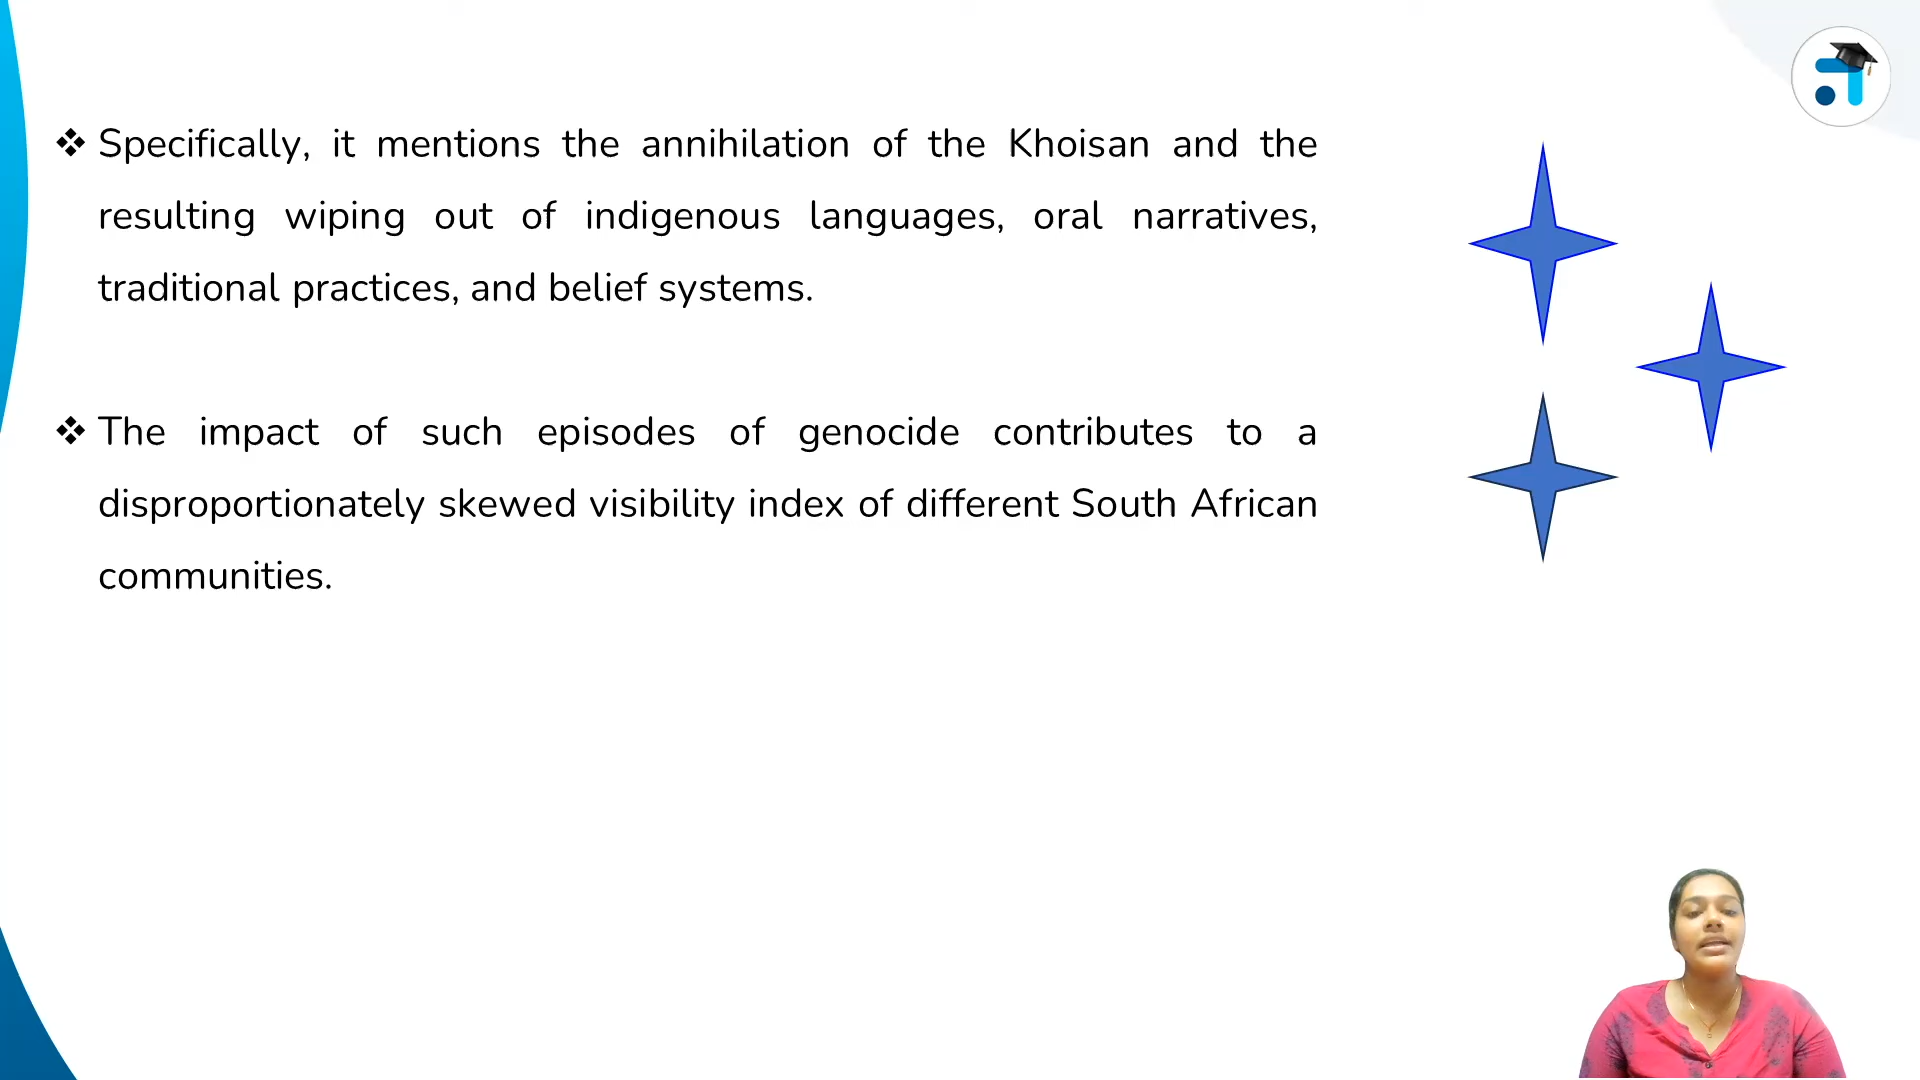 ❖ Specifically, it mentions the annihilation of the Khoisan and the
resulting wiping out of indigenous languages, oral narratives,
traditional practices, and belief systems.
❖ The impact of such episodes of genocide contributes to a
disproportionately skewed visibility index of different South African
communities.